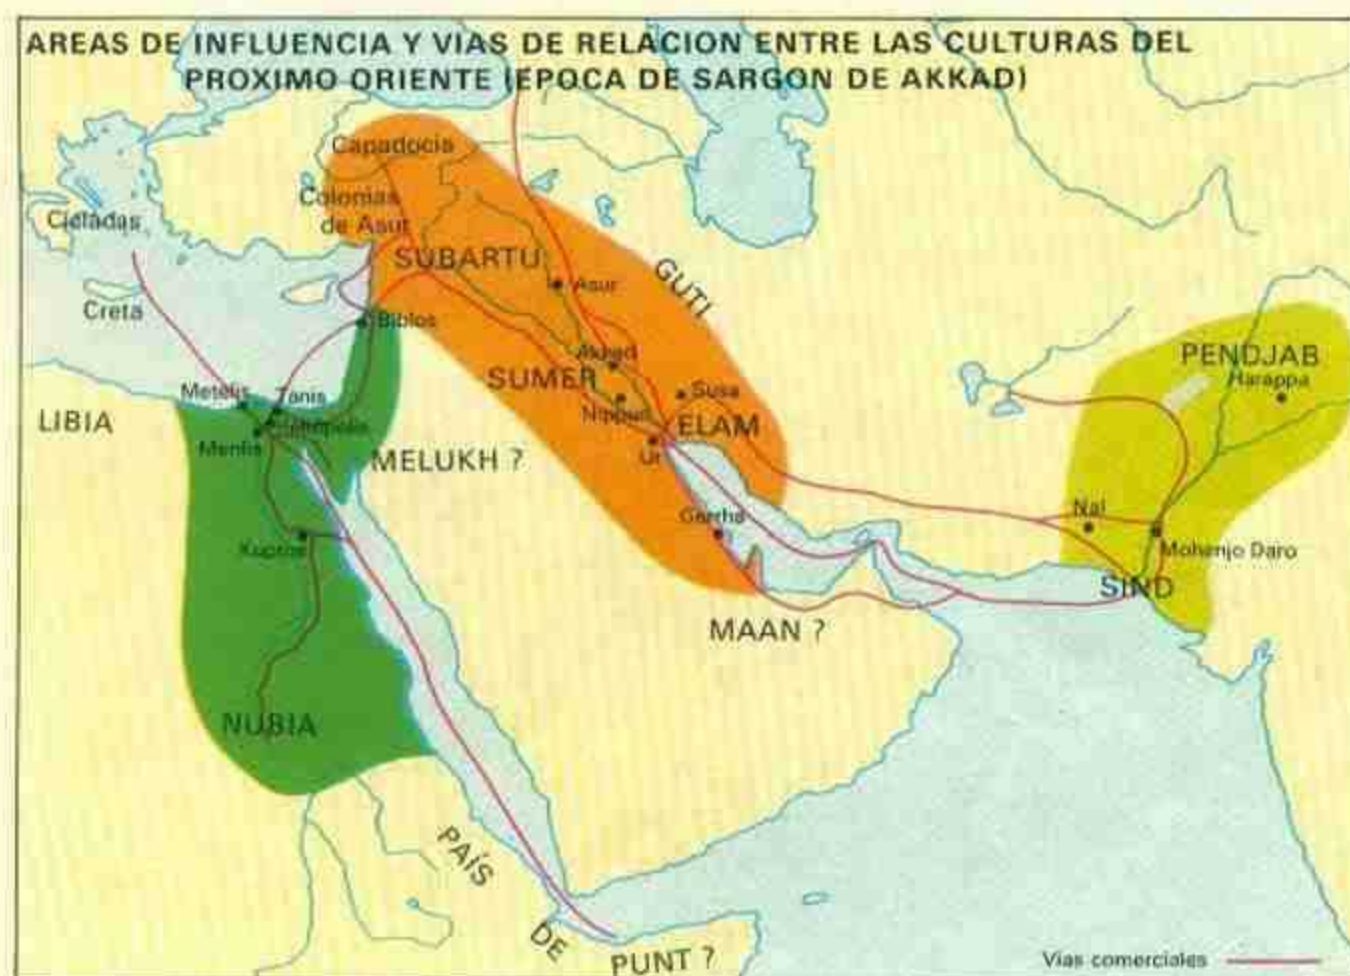 AREAS DE INFLUENCIA Y VIAS DE RELACION ENTRE LAS CULTURAS DEL
PROXIMO ORIENTE (EPOCA DE SARGON DE AKKAD)
Capadocia
Colonias
de Asur
Cicladas
SUBARTU
GUTI
Asur
Creta
Biblos
PENDJAB
Harappa
Akkad
SUMER
Susa
Nippur
Metelis
Tanis
LIBIA
ELAM
Menfis
Heliopolis
MELUKH ?
Ur
Gerrha
Nal
Kuptos
Mohenjo Daro
SIND
MAAN ?
NUBIA
PAÍS
DE
PUNT ?
Vias comerciales